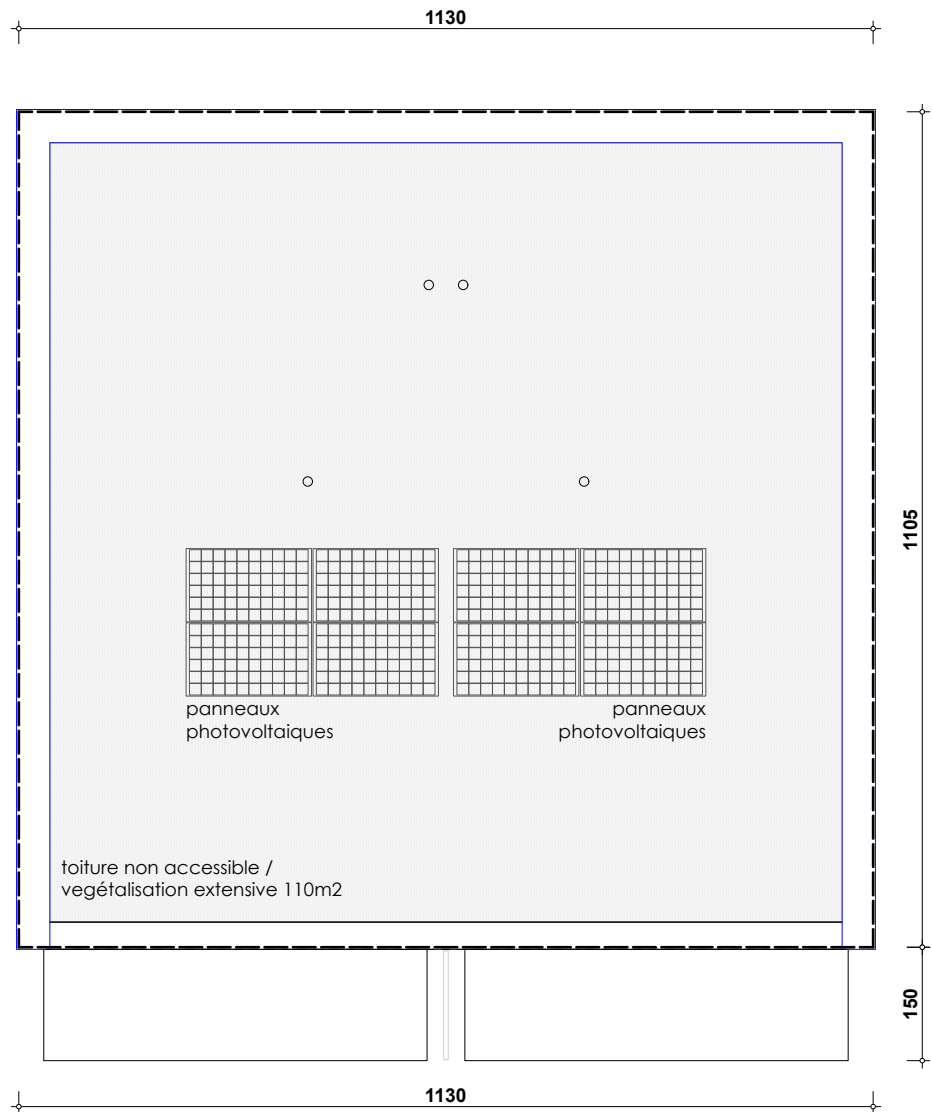 1130
1105
panneaux
photovoltaiques
panneaux
photovoltaiques
toiture non accessible /
vegétalisation extensive 110m2
150
1130